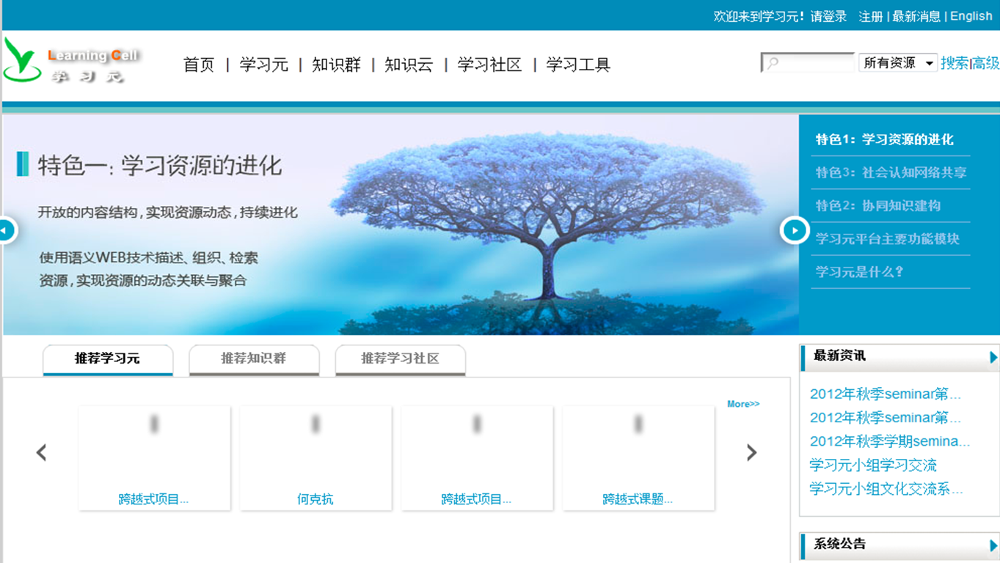 欢迎来到学习元！请登录 注册 | 最新消息 | English
Learning Cell
学习元
首页 | 学习元 | 知识群 | 知识云 | 学习社区 | 学习工具
所有资源 搜索|高级
特色一：学习资源的进化
开放的内容结构，实现资源动态，持续进化
使用语义WEB技术描述、组织、检索
资源，实现资源的动态关联与聚合
特色1：学习资源的进化
特色3：社会认知网络共享
特色2：协同知识建构
学习元平台主要功能模块
学习元是什么？
推荐学习元 推荐知识群 推荐学习社区
More>>
跨越式项目... 何克抗 跨越式项目... 跨越式课题...
最新资讯
2012年秋季seminar第...
2012年秋季seminar第...
2012年秋季学期semina...
学习元小组学习交流
学习元小组文化交流系...
系统公告